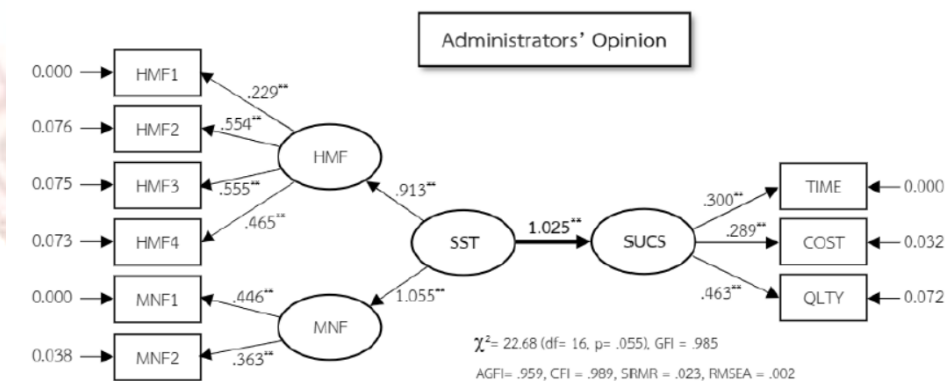 Administrators' Opinion
0.000 HMF1
.229**
0.076 HMF2
.554**
HMF
0.075 HMF3
.555**
.913**
TIME 0.000
.300**
0.073 HMF4
.465**
SST
1.025**
SUCS
.289**
COST 0.032
0.000 MNF1
.446**
1.055**
.463**
QLTY 0.072
MNF
0.038 MNF2
.363**
χ²= 22.68 (df= 16, p= .055), GFI = .985
AGFI= .959, CFI = .989, SRMR = .023, RMSEA = .002